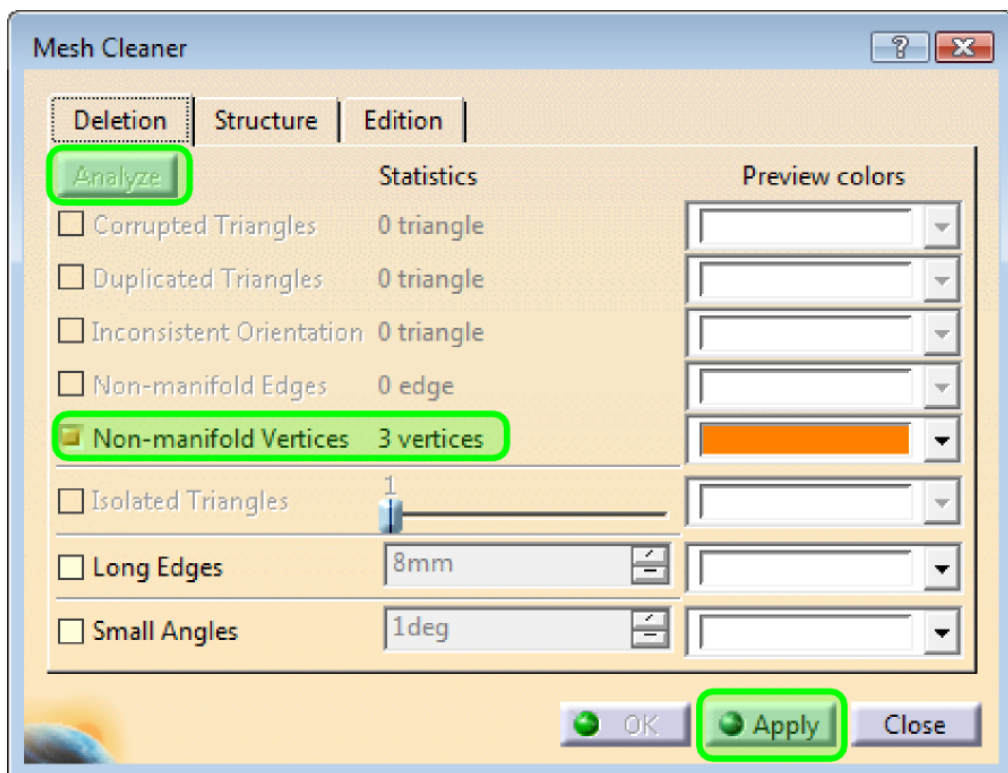 Mesh Cleaner
Deletion Structure Edition
Analyze Statistics Preview colors
Corrupted Triangles 0 triangle
Duplicated Triangles 0 triangle
Inconsistent Orientation 0 triangle
Non-manifold Edges 0 edge
Non-manifold Vertices 3 vertices
Isolated Triangles 1
Long Edges 8mm
Small Angles 1deg
OK Apply Close